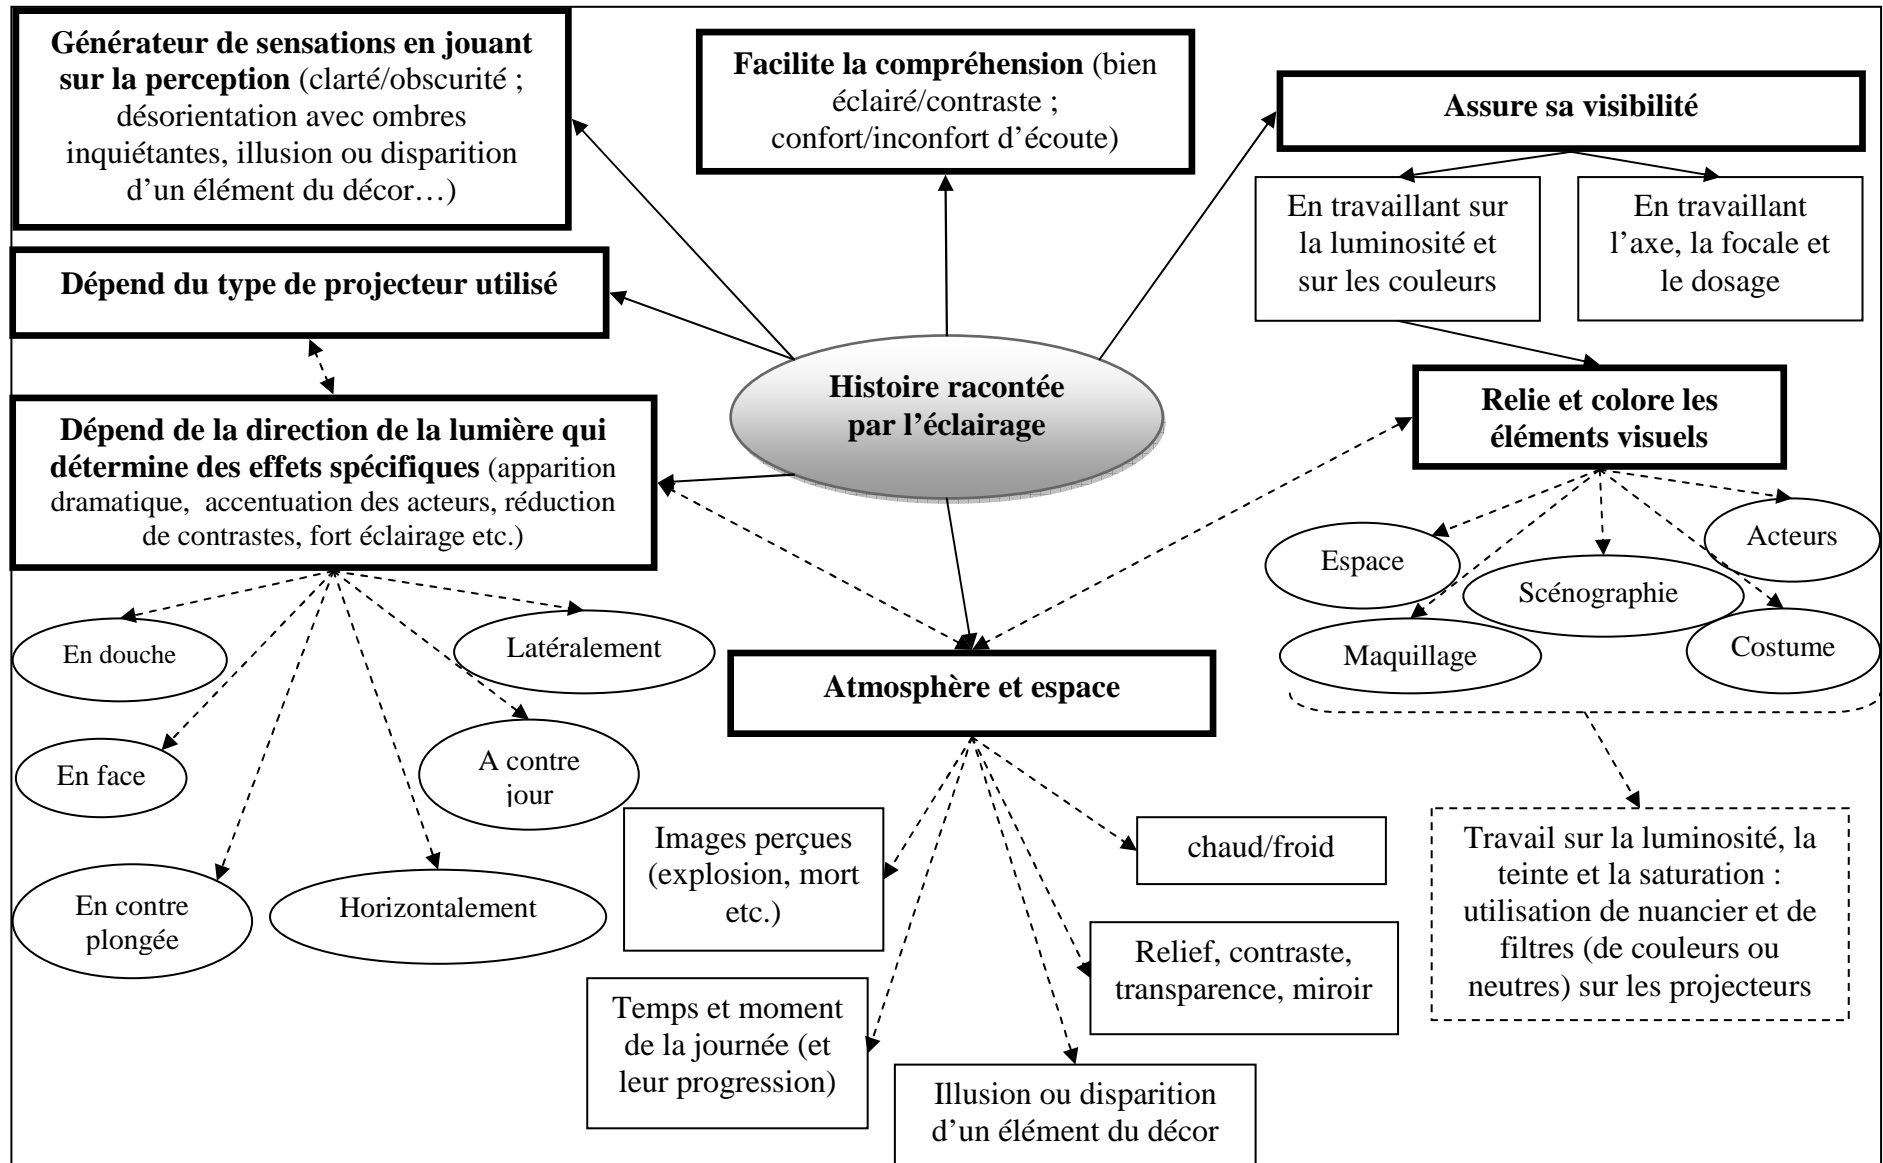 Générateur de sensations en jouant
sur la perception (clarté/obscurité ;
désorientation avec ombres
inquiétantes, illusion ou disparition
d’un élément du décor…)
Facilite la compréhension (bien
éclairé/contraste ;
confort/inconfort d’écoute)
Assure sa visibilité
En travaillant sur
la luminosité et
sur les couleurs
En travaillant
l’axe, la focale et
le dosage
Dépend du type de projecteur utilisé
Histoire racontée
par l’éclairage
Relie et colore les
éléments visuels
Dépend de la direction de la lumière qui
détermine des effets spécifiques (apparition
dramatique,  accentuation des acteurs, réduction
de contrastes, fort éclairage etc.)
Espace
Acteurs
Scénographie
Maquillage
Costume
En douche
Latéralement
Atmosphère et espace
En face
A contre
jour
En contre
plongée
Horizontalement
Images perçues
(explosion, mort
etc.)
chaud/froid
Travail sur la luminosité, la
teinte et la saturation :
utilisation de nuancier et de
filtres (de couleurs ou
neutres) sur les projecteurs
Relief, contraste,
transparence, miroir
Temps et moment
de la journée (et
leur progression)
Illusion ou disparition
d’un élément du décor